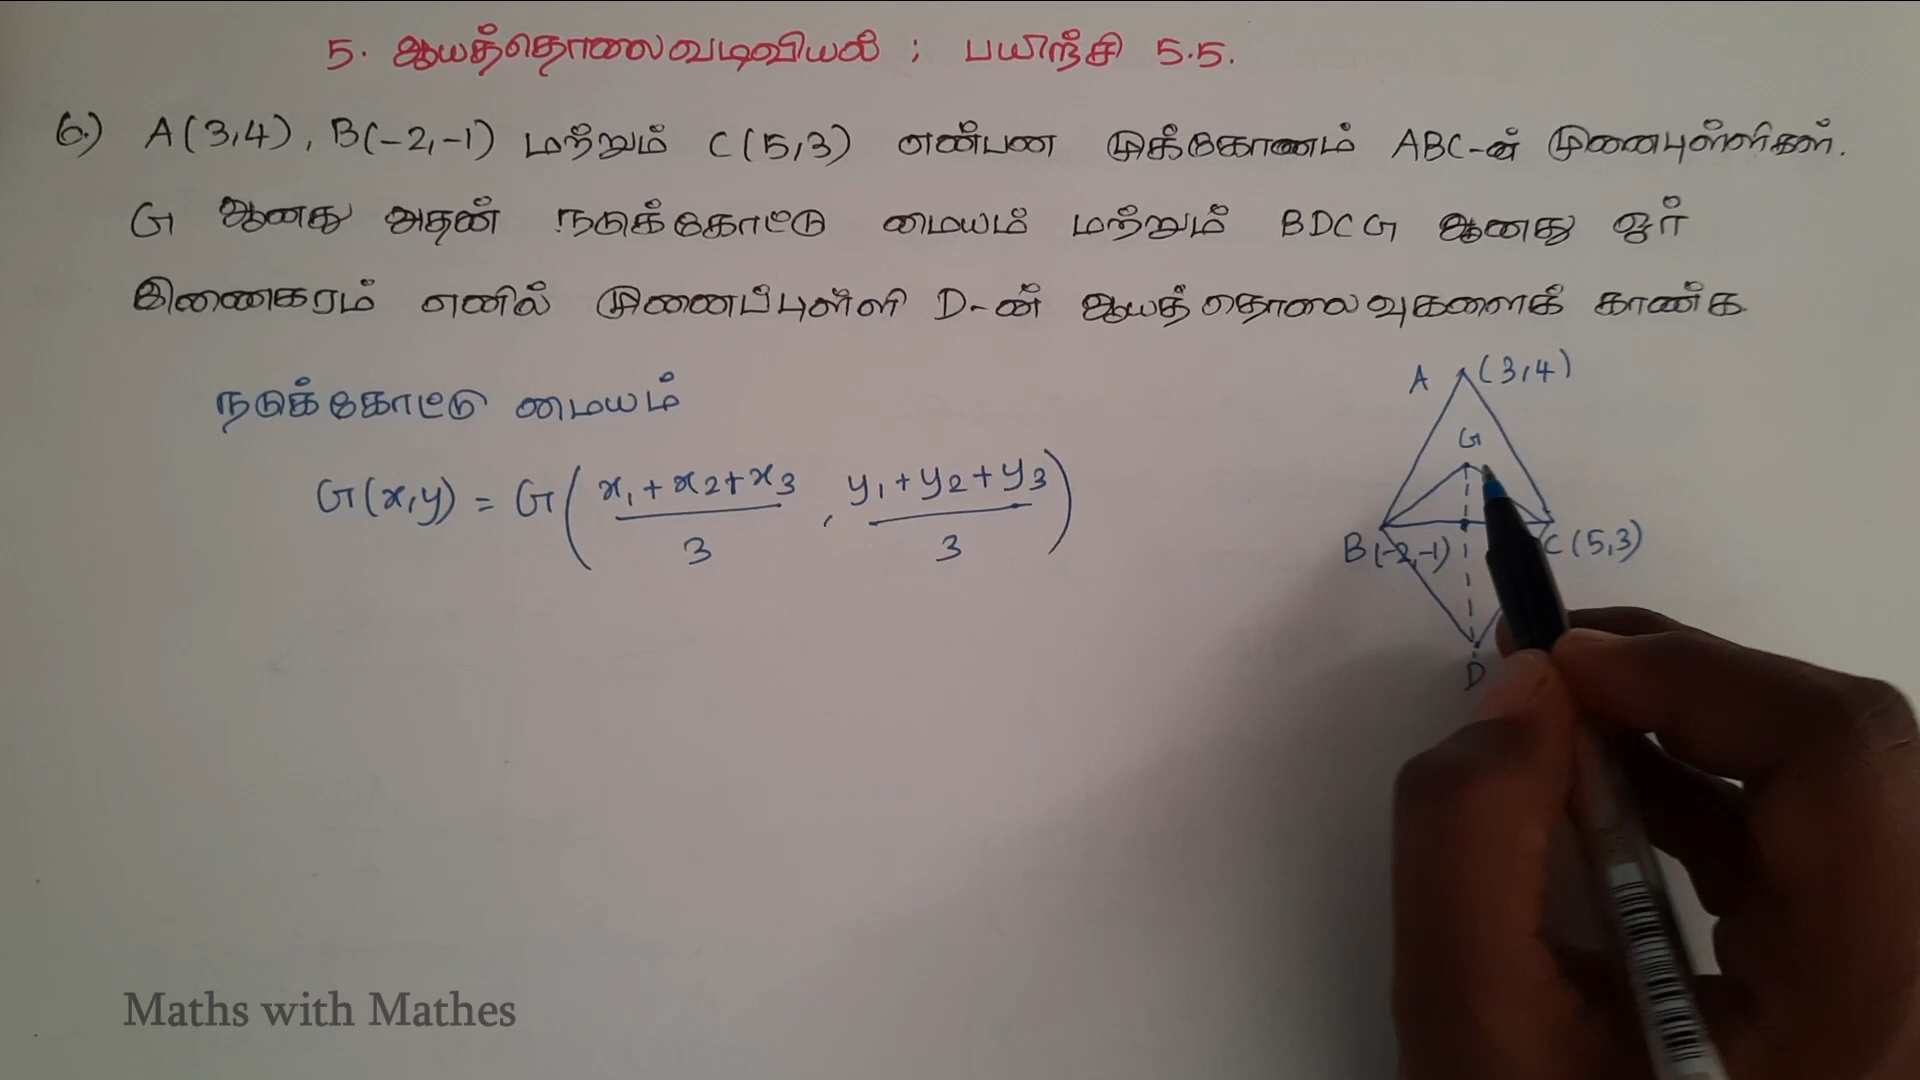 5. ஆயத்தொலைவடிவியல் ; பயிற்சி 5.5.
6.) A(3,4), B(-2,-1) மற்றும் C(5,3) என்பன முக்கோணம் ABC-ன் முனைபுள்ளிகள்.
G ஆனது அதன் நடுக்கோட்டு மையம் மற்றும் BDCG ஆனது ஓர்
இணைகரம் எனில் முனைப்புள்ளி D-ன் ஆயத்தொலைவுகளைக் காண்க
நடுக்கோட்டு மையம்
G(x,y) = G( x₁+x₂+x₃ / 3 , y₁+y₂+y₃ / 3 )
A (3,4)
G
B(-2,-1) C(5,3)
D
Maths with Mathes